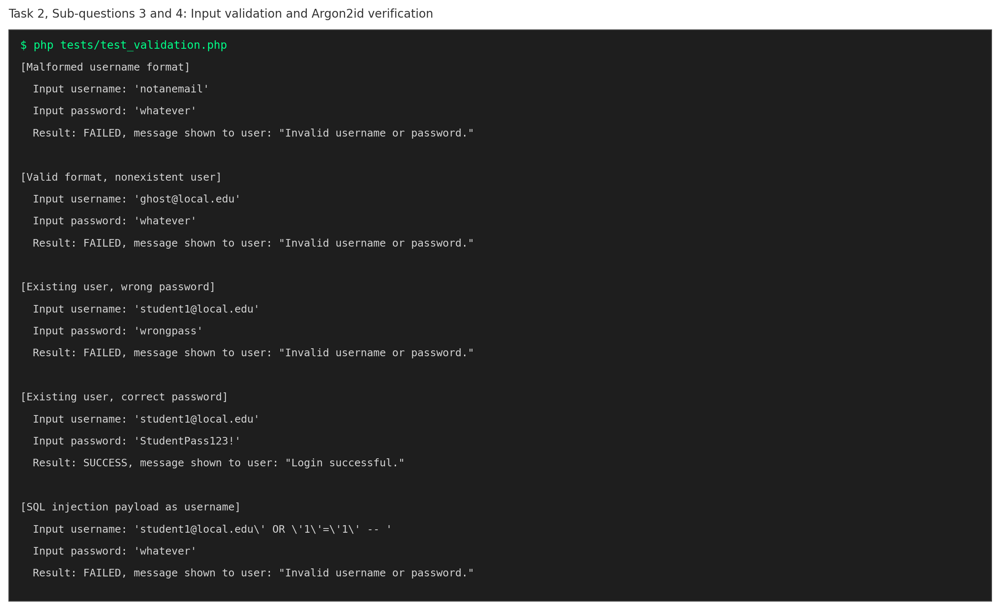 Task 2, Sub-questions 3 and 4: Input validation and Argon2id verification
$ php tests/test_validation.php
[Malformed username format]
Input username: 'notanemail'
Input password: 'whatever'
Result: FAILED, message shown to user: "Invalid username or password."
[Valid format, nonexistent user]
Input username: 'ghost@local.edu'
Input password: 'whatever'
Result: FAILED, message shown to user: "Invalid username or password."
[Existing user, wrong password]
Input username: 'student1@local.edu'
Input password: 'wrongpass'
Result: FAILED, message shown to user: "Invalid username or password."
[Existing user, correct password]
Input username: 'student1@local.edu'
Input password: 'StudentPass123!'
Result: SUCCESS, message shown to user: "Login successful."
[SQL injection payload as username]
Input username: 'student1@local.edu\' OR \'1\'=\'1\' -- '
Input password: 'whatever'
Result: FAILED, message shown to user: "Invalid username or password."